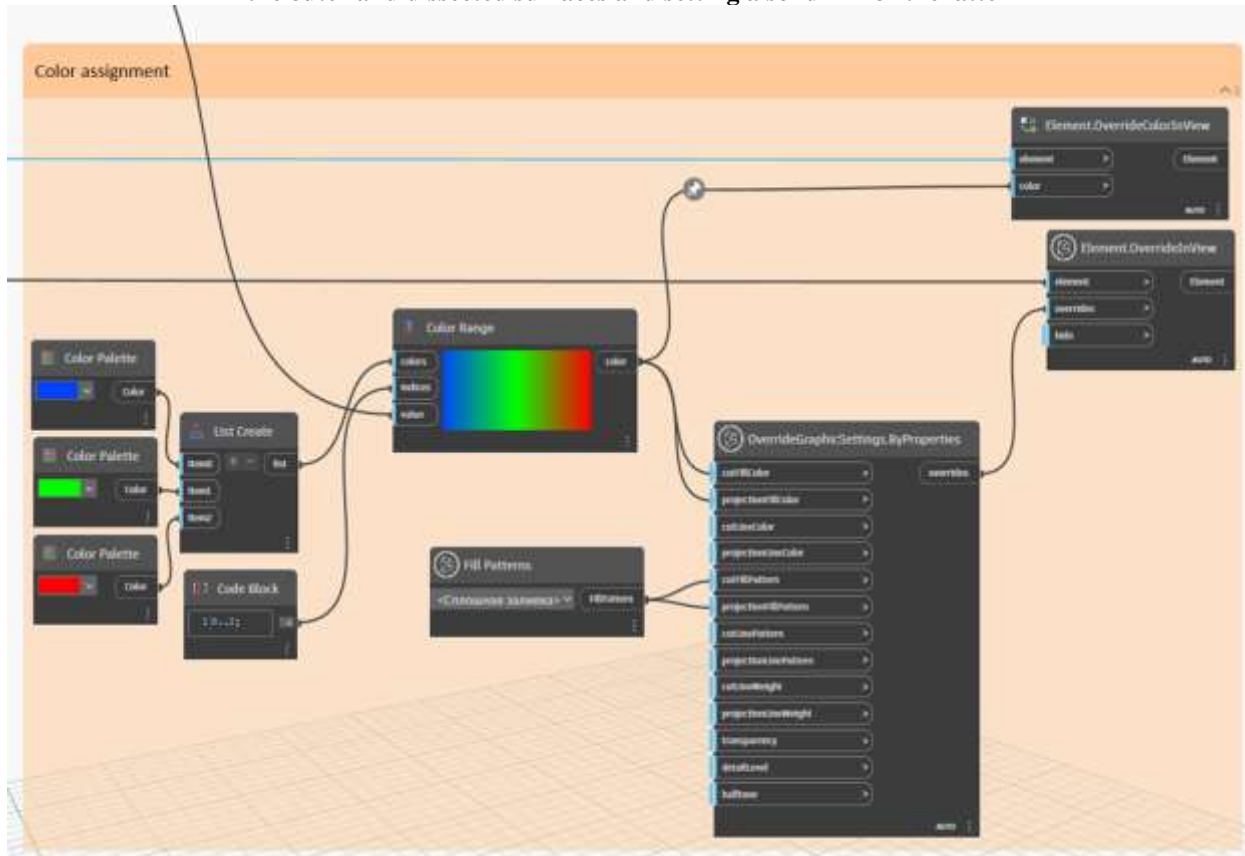 Color assignment
Element.OverrideColorInView
element
Element
color
AUTO
Element.OverrideInView
element
Element
overrides
hide
AUTO
Color Range
colors
color
indices
value
Color Palette
Color
Color Palette
Color
Color Palette
Color
List Create
item0
list
item1
item2
Code Block
Fill Patterns
<Сплошная заливка>
FillPattern
OverrideGraphicSettings.ByProperties
cutFillColor
overrides
projectionFillColor
cutLineColor
projectionLineColor
cutFillPattern
projectionFillPattern
cutLinePattern
projectionLinePattern
cutLineWeight
projectionLineWeight
transparency
detailLevel
halftone
AUTO